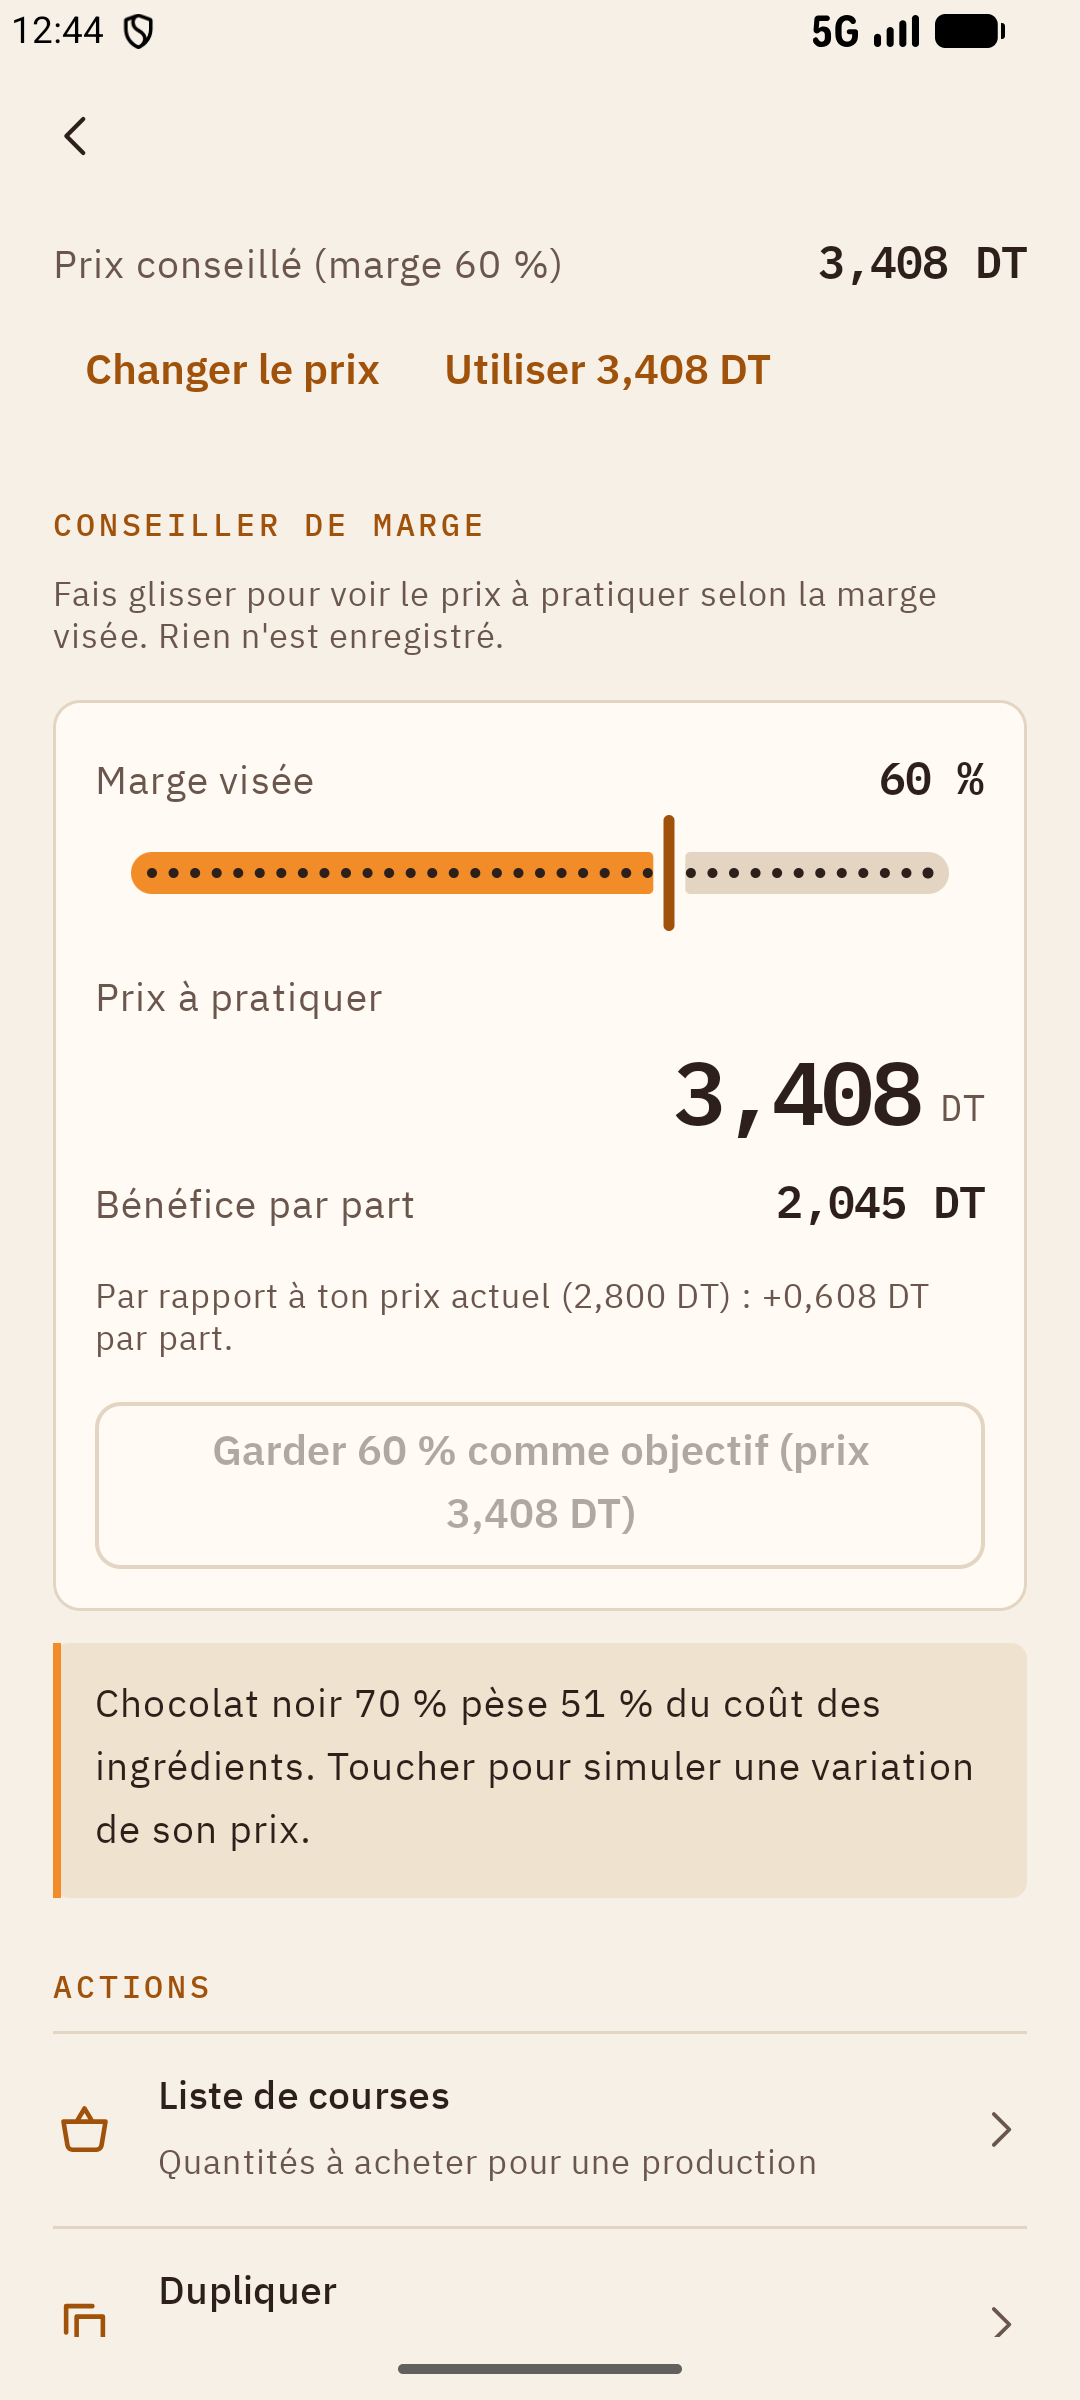 12:44
5G
Prix conseillé (marge 60 %)
3,408 DT
Changer le prix
Utiliser 3,408 DT
CONSEILLER DE MARGE
Fais glisser pour voir le prix à pratiquer selon la marge
visée. Rien n'est enregistré.
Marge visée
60 %
Prix à pratiquer
3,408 DT
Bénéfice par part
2,045 DT
Par rapport à ton prix actuel (2,800 DT) : +0,608 DT
par part.
Garder 60 % comme objectif (prix
3,408 DT)
Chocolat noir 70 % pèse 51 % du coût des
ingrédients. Toucher pour simuler une variation
de son prix.
ACTIONS
Liste de courses
Quantités à acheter pour une production
Dupliquer